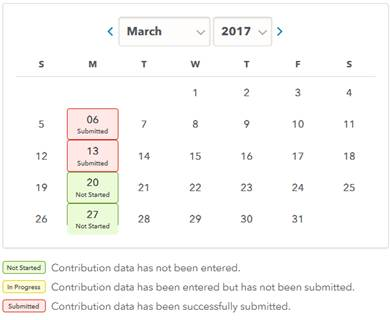 March 2017
S M T W T F S
1 2 3 4
5 06 7 8 9 10 11
Submitted
12 13 14 15 16 17 18
Submitted
19 20 21 22 23 24 25
Not Started
26 27 28 29 30 31
Not Started
Not Started Contribution data has not been entered.
In Progress Contribution data has been entered but has not been submitted.
Submitted Contribution data has been successfully submitted.